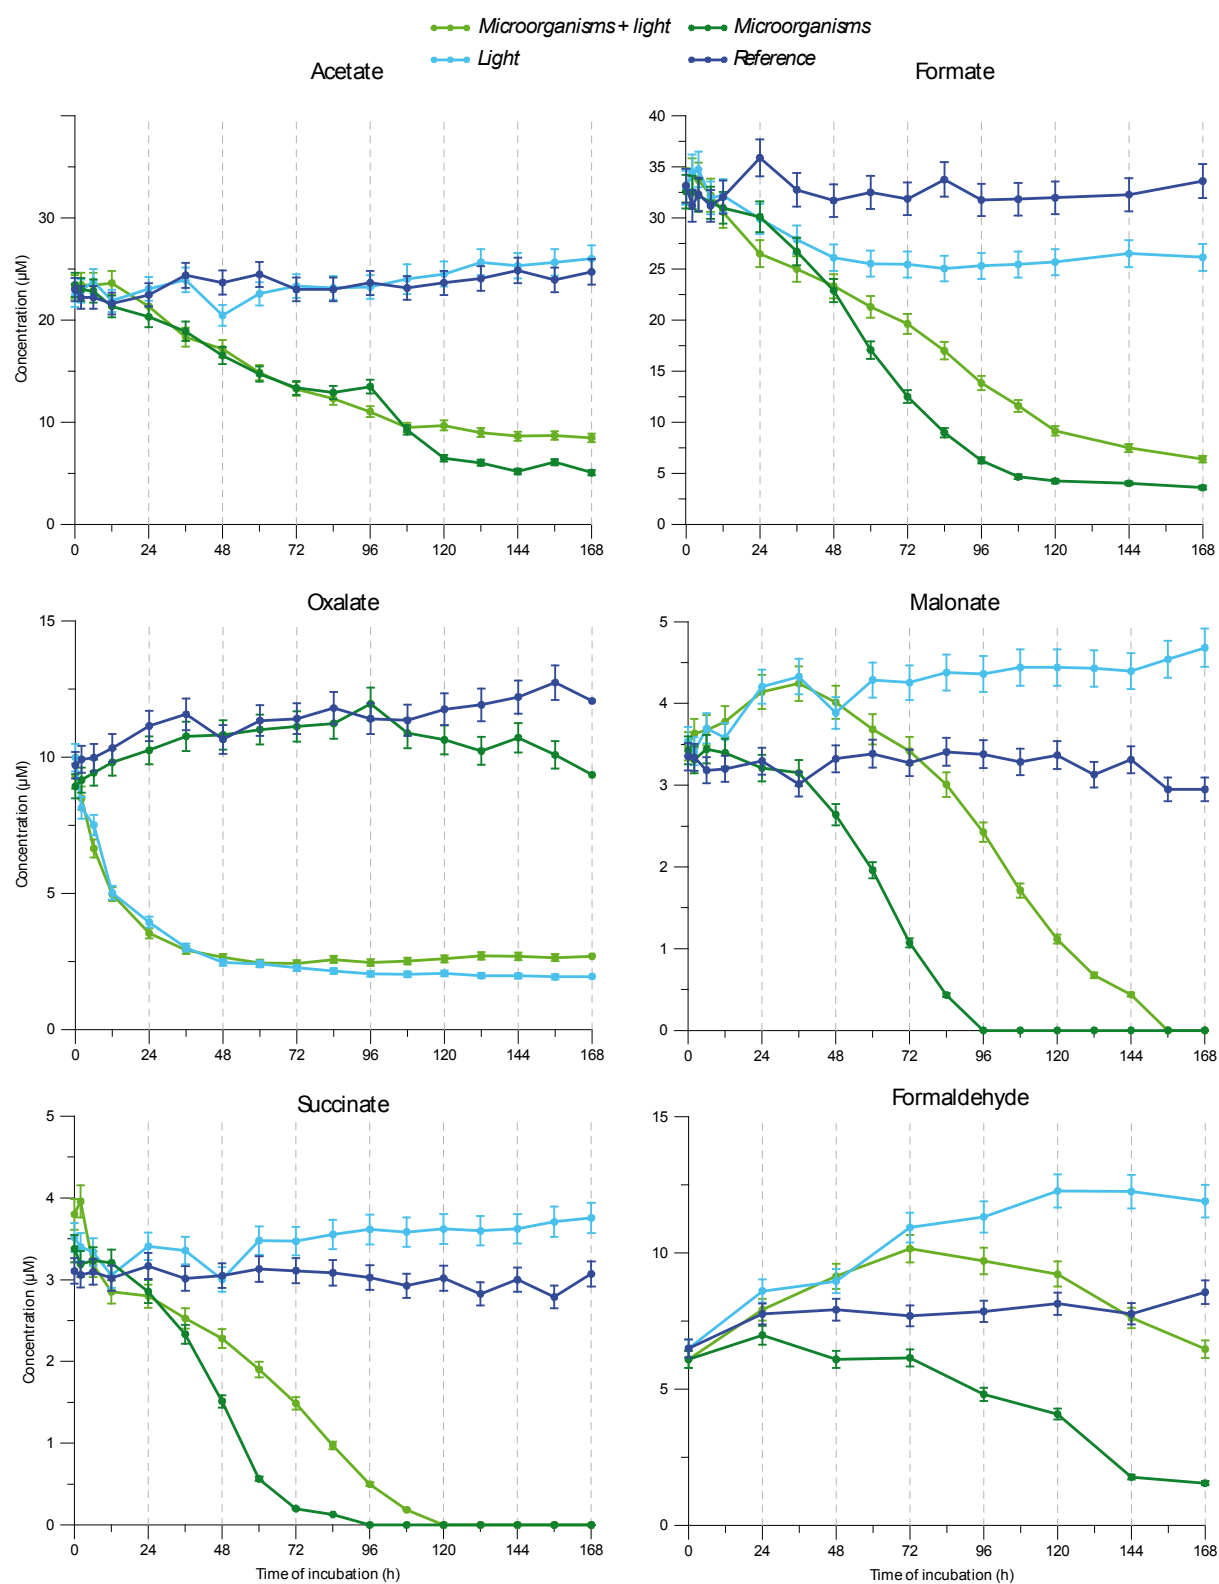 Microorganisms + light Microorganisms
Light Reference
Acetate Formate
Concentration (µM)
30
20
10
0
0 24 48 72 96 120 144 168
40
35
30
25
20
15
10
5
0
0 24 48 72 96 120 144 168
Oxalate Malonate
Concentration (µM)
15
10
5
0
0 24 48 72 96 120 144 168
5
4
3
2
1
0
0 24 48 72 96 120 144 168
Succinate Formaldehyde
Concentration (µM)
5
4
3
2
1
0
0 24 48 72 96 120 144 168
Time of incubation (h)
15
10
5
0
0 24 48 72 96 120 144 168
Time of incubation (h)